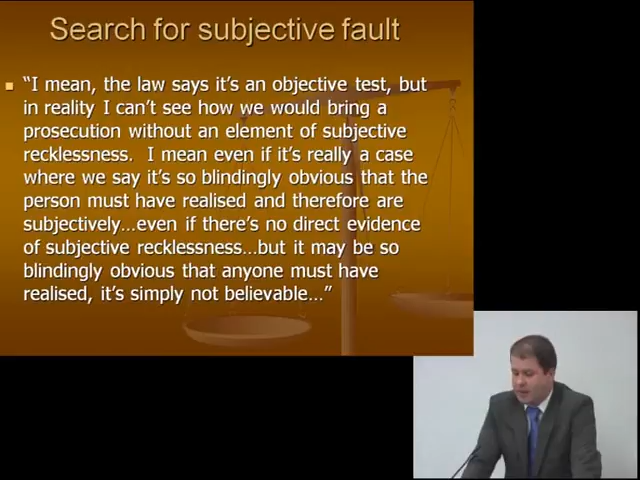 Search for subjective fault
"I mean, the law says it's an objective test, but
in reality I can't see how we would bring a
prosecution without an element of subjective
recklessness. I mean even if it's really a case
where we say it's so blindingly obvious that the
person must have realised and therefore are
subjectively…even if there's no direct evidence
of subjective recklessness…but it may be so
blindingly obvious that anyone must have
realised, it's simply not believable…"